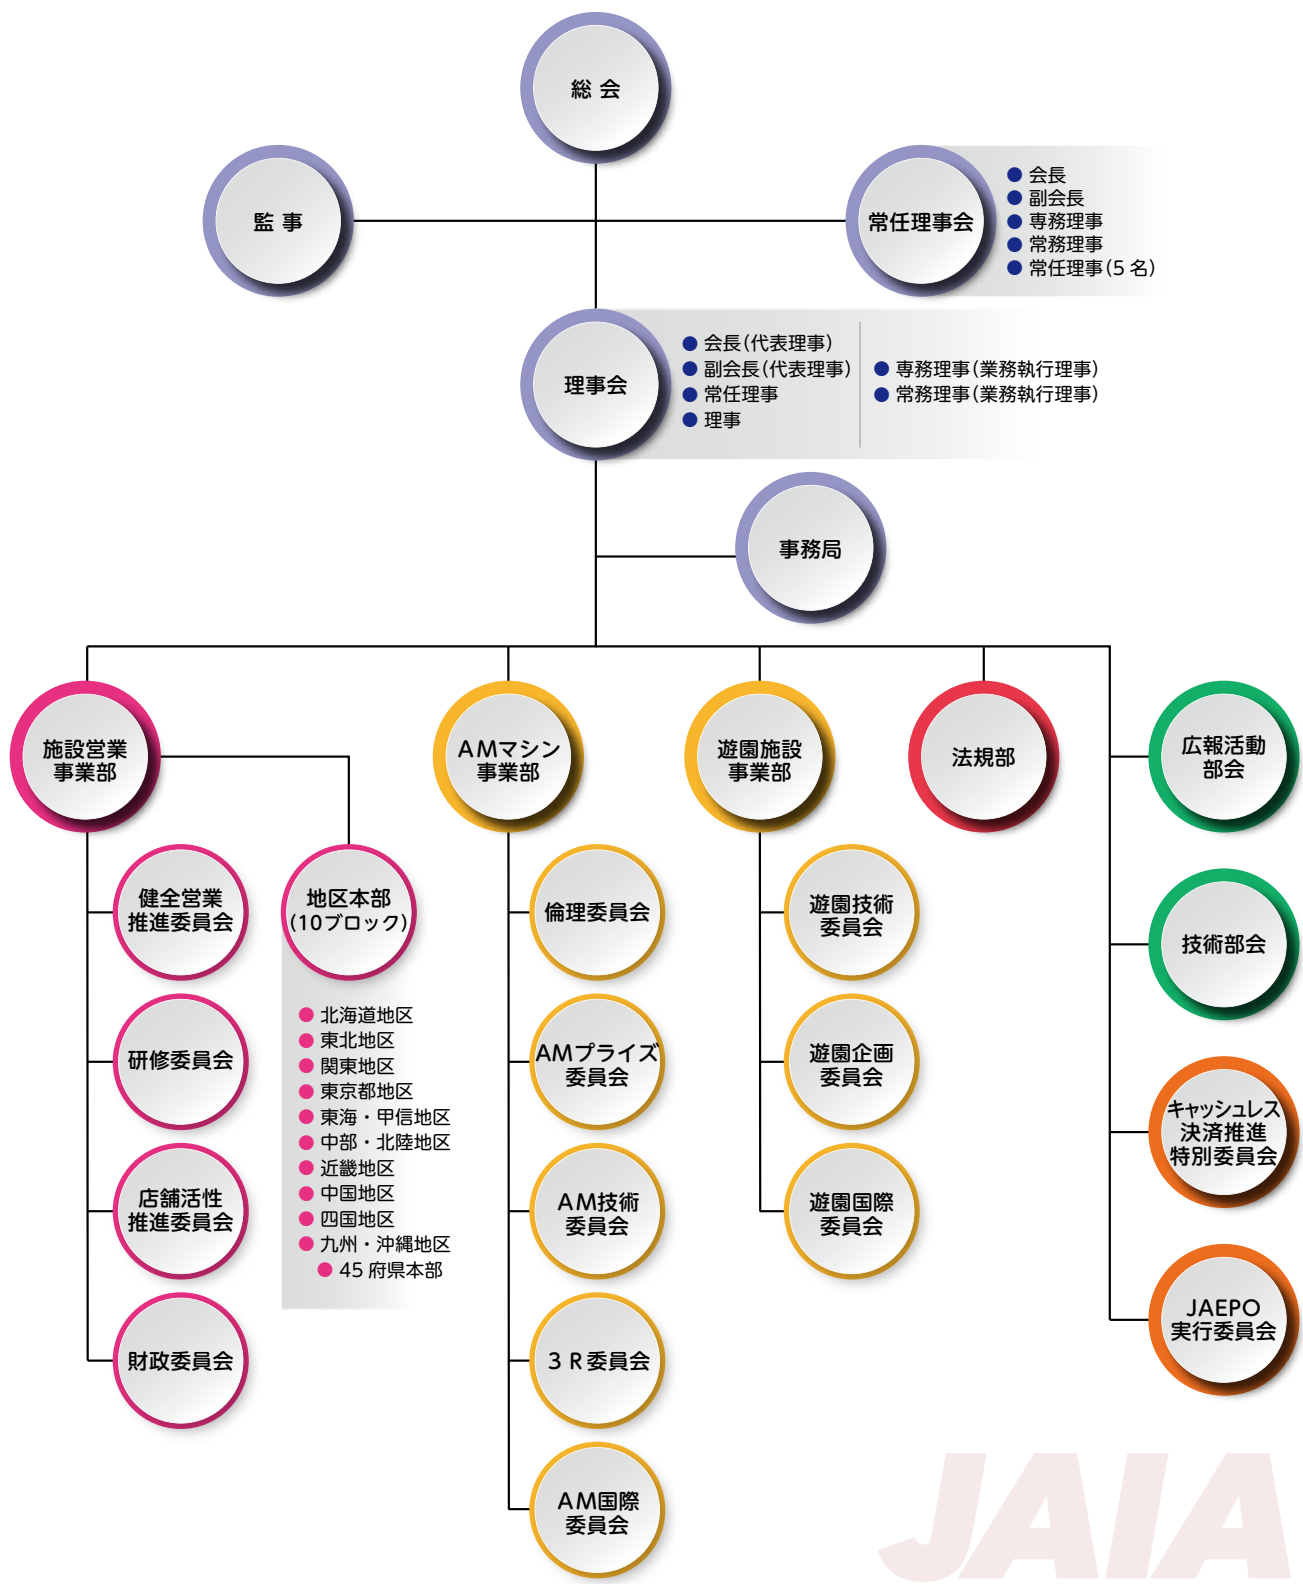 総 会
監 事
常任理事会
● 会長
● 副会長
● 専務理事
● 常務理事
● 常任理事(5 名)
理事会
● 会長(代表理事)
● 副会長(代表理事)
● 常任理事
● 理事
● 専務理事(業務執行理事)
● 常務理事(業務執行理事)
事務局
施設営業
事業部
AMマシン
事業部
遊園施設
事業部
法規部
広報活動
部会
健全営業
推進委員会
研修委員会
店舗活性
推進委員会
財政委員会
地区本部
(10ブロック)
● 北海道地区
● 東北地区
● 関東地区
● 東京都地区
● 東海・甲信地区
● 中部・北陸地区
● 近畿地区
● 中国地区
● 四国地区
● 九州・沖縄地区
● 45 府県本部
倫理委員会
AMプライズ
委員会
AM技術
委員会
3R委員会
AM国際
委員会
遊園技術
委員会
遊園企画
委員会
遊園国際
委員会
技術部会
キャッシュレス
決済推進
特別委員会
JAEPO
実行委員会
JAIA